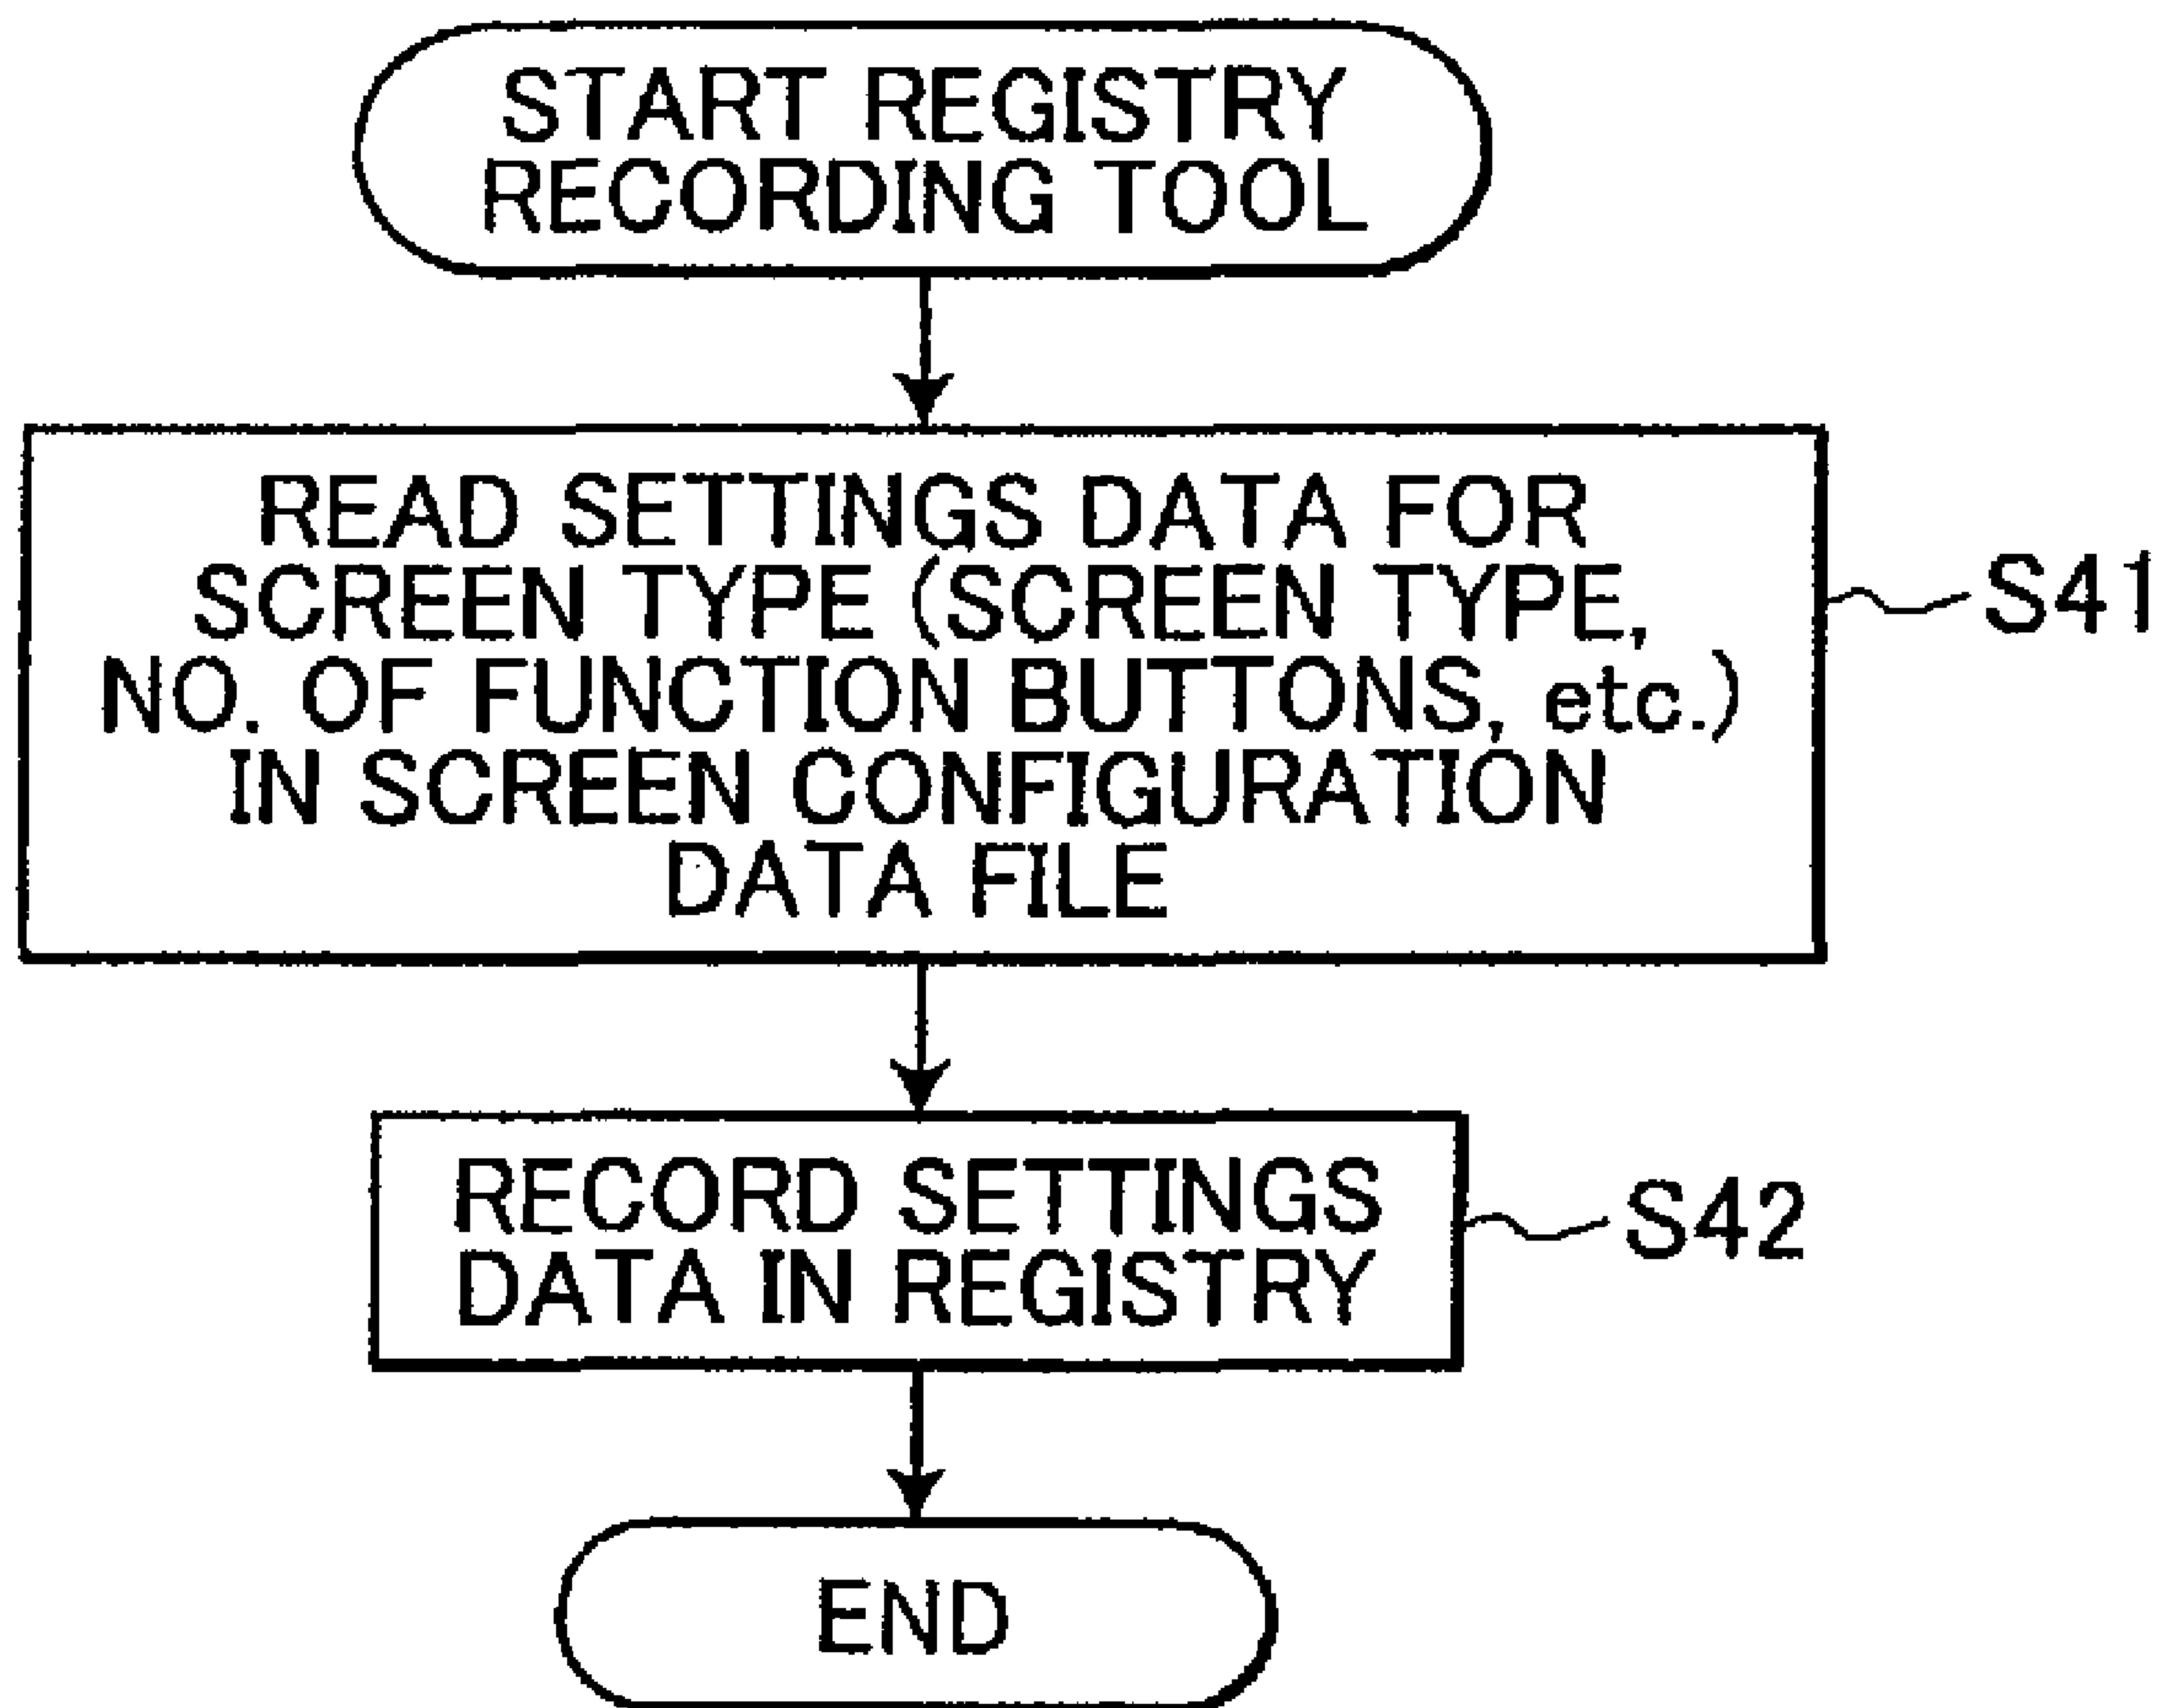 START REGISTRY
RECORDING TOOL
READ SETTINGS DATA FOR
SCREEN TYPE (SCREEN TYPE,
NO. OF FUNCTION BUTTONS, etc.)
IN SCREEN CONFIGURATION
DATA FILE
S41
RECORD SETTINGS
DATA IN REGISTRY
S42
END